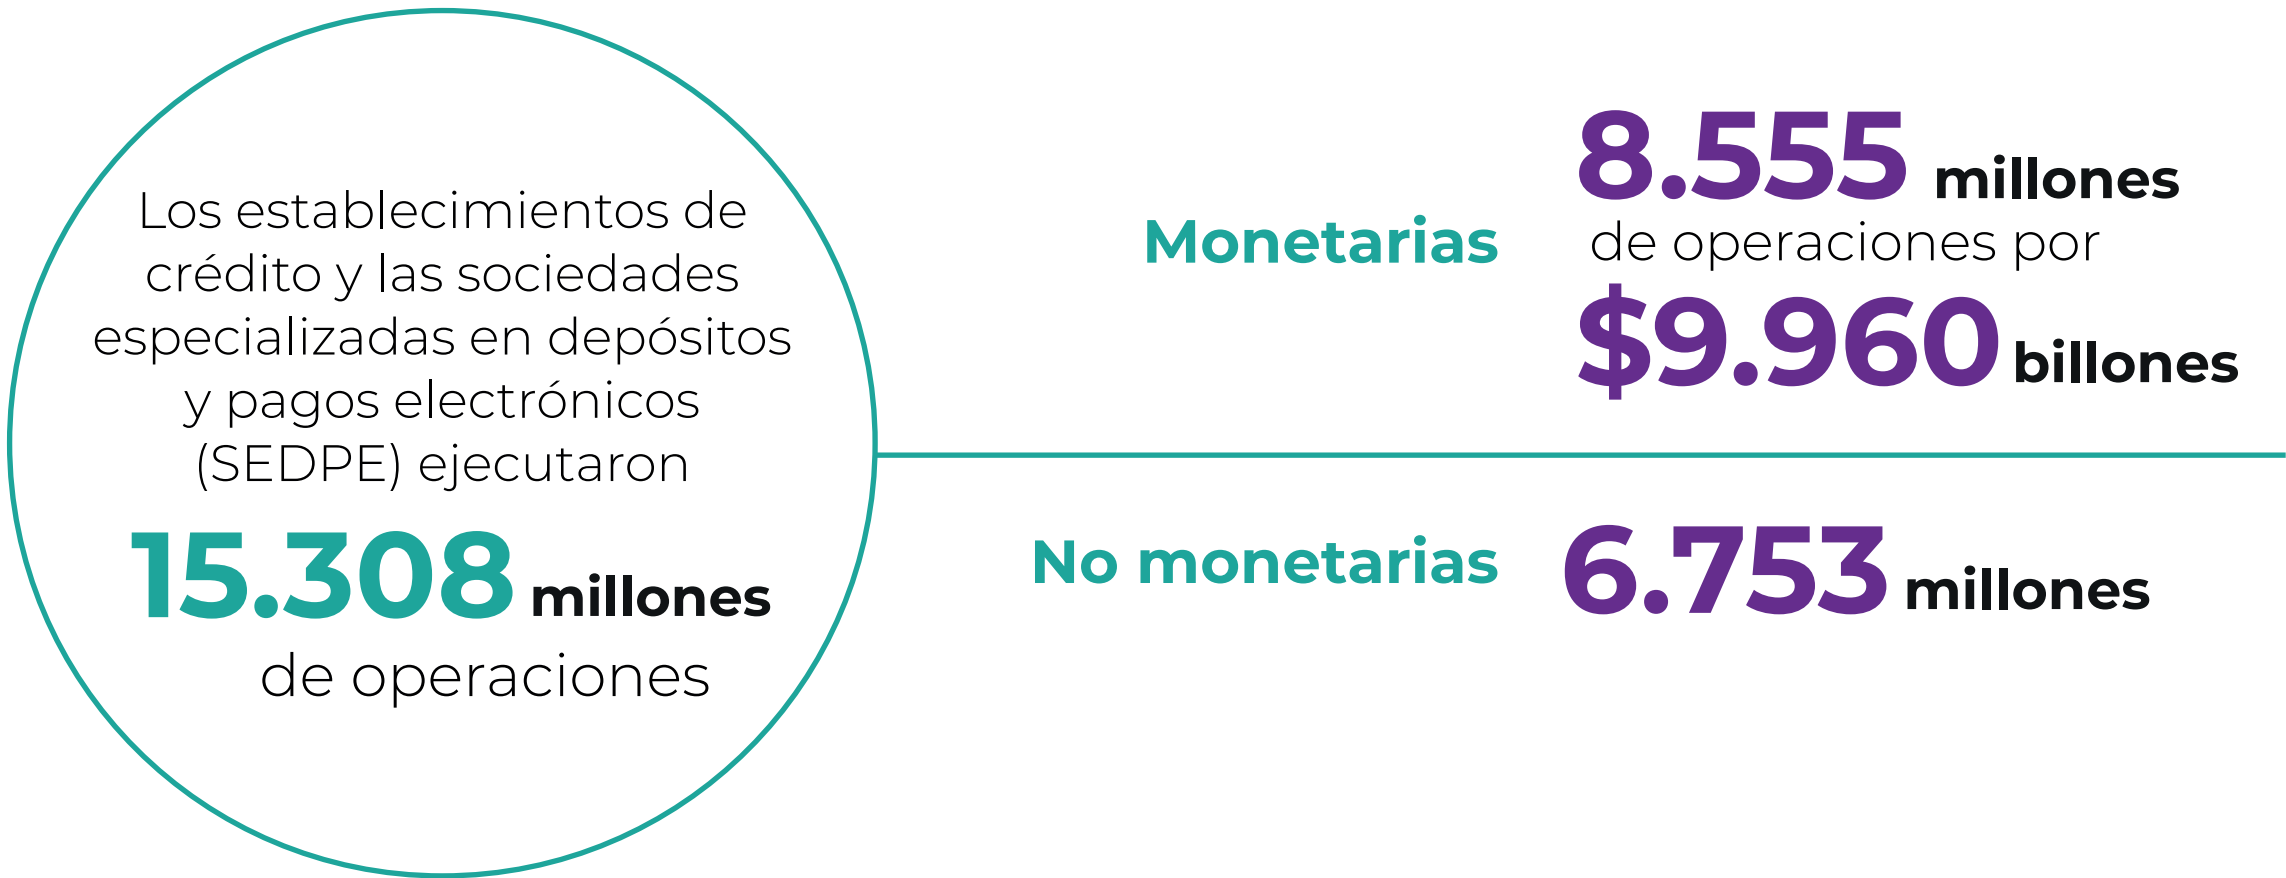 Los establecimientos de
crédito y las sociedades
especializadas en depósitos
y pagos electrónicos
(SEDPE) ejecutaron
15.308 millones
de operaciones
Monetarias
8.555 millones
de operaciones por
$9.960 billones
No monetarias
6.753 millones